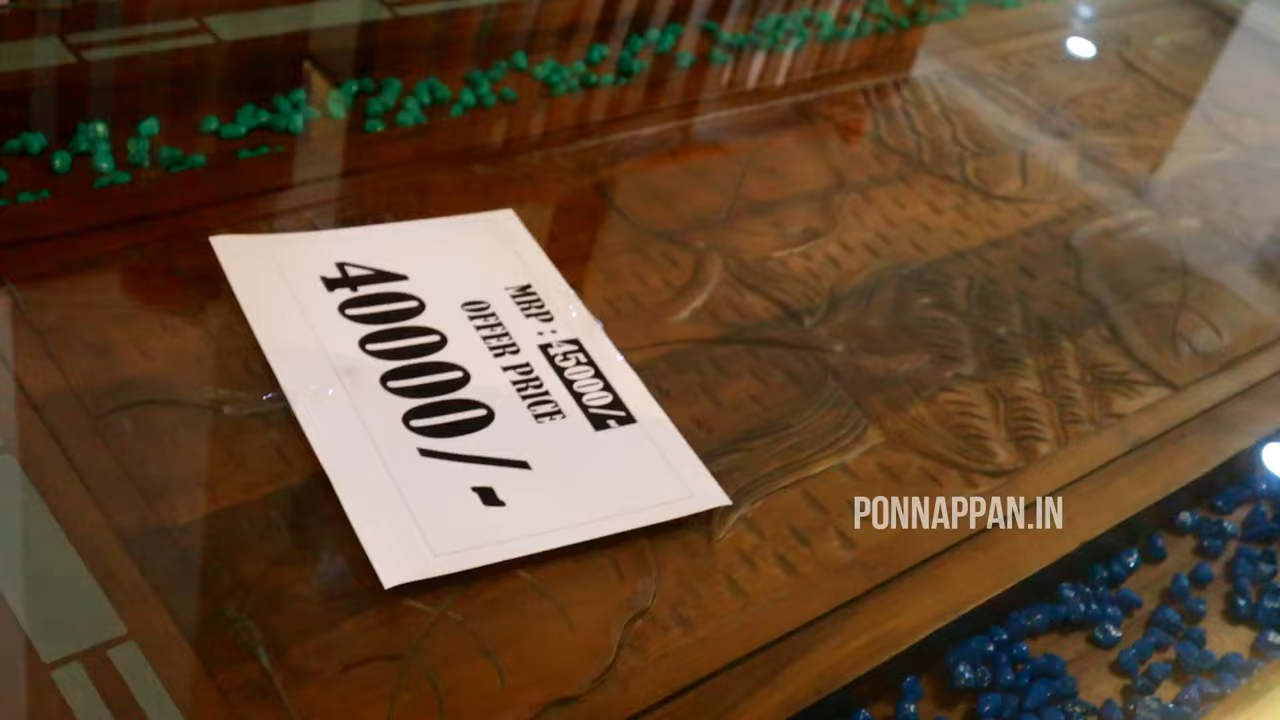 MRP : 45000/-
OFFER PRICE
40000/-
PONNAPPAN.IN